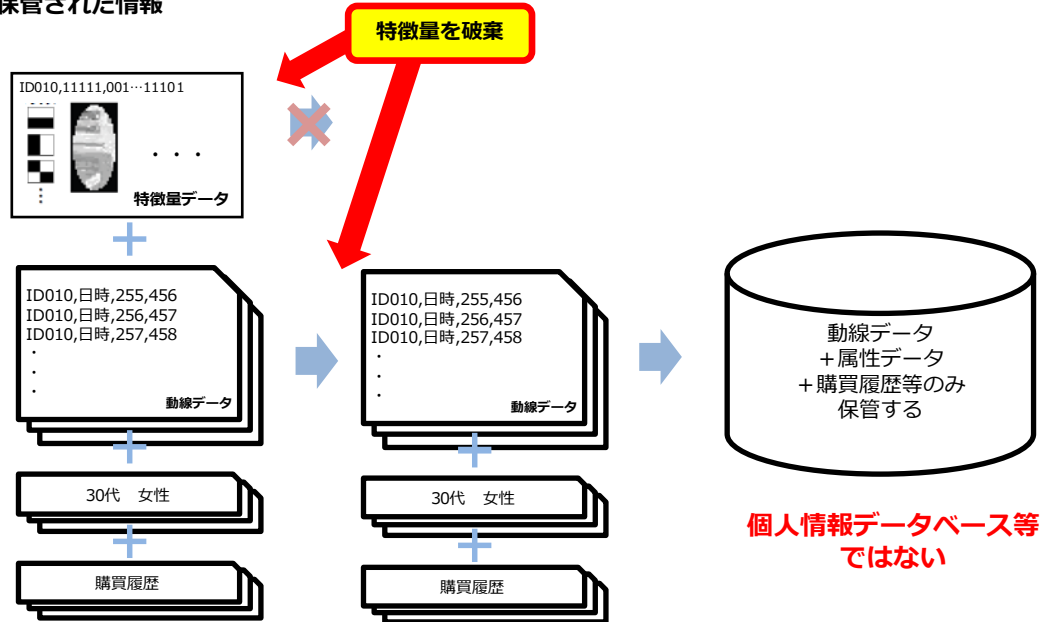 保管された情報
特徴量を破棄
ID010,11111,001…11101
・・・
特徴量データ
ID010,日時,255,456
ID010,日時,256,457
ID010,日時,257,458
・
・
・
動線データ
30代　女性
購買履歴
ID010,日時,255,456
ID010,日時,256,457
ID010,日時,257,458
・
・
・
動線データ
30代　女性
購買履歴
動線データ
＋属性データ
＋購買履歴等のみ
保管する
個人情報データベース等
ではない